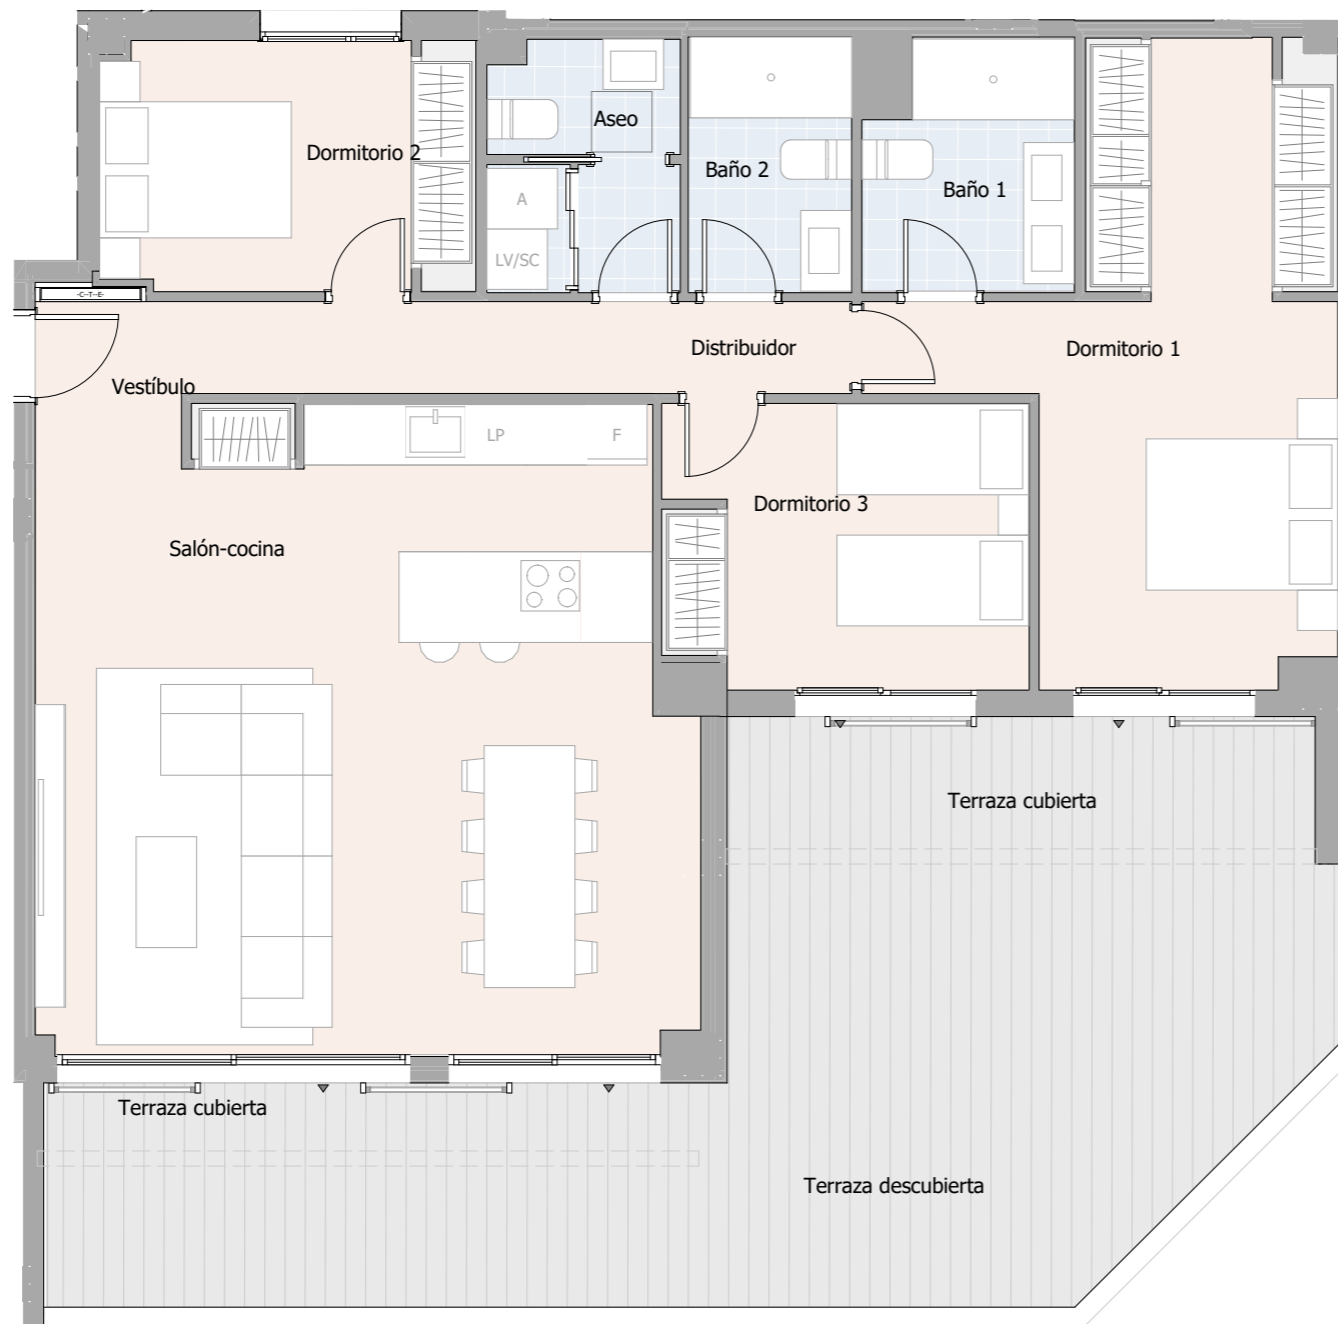 Aseo
Dormitorio 2
Baño 2
Baño 1
A
LV/SC
-C-T-E-
Distribuidor
Dormitorio 1
Vestíbulo
LP
F
Dormitorio 3
Salón-cocina
Terraza cubierta
Terraza cubierta
Terraza descubierta